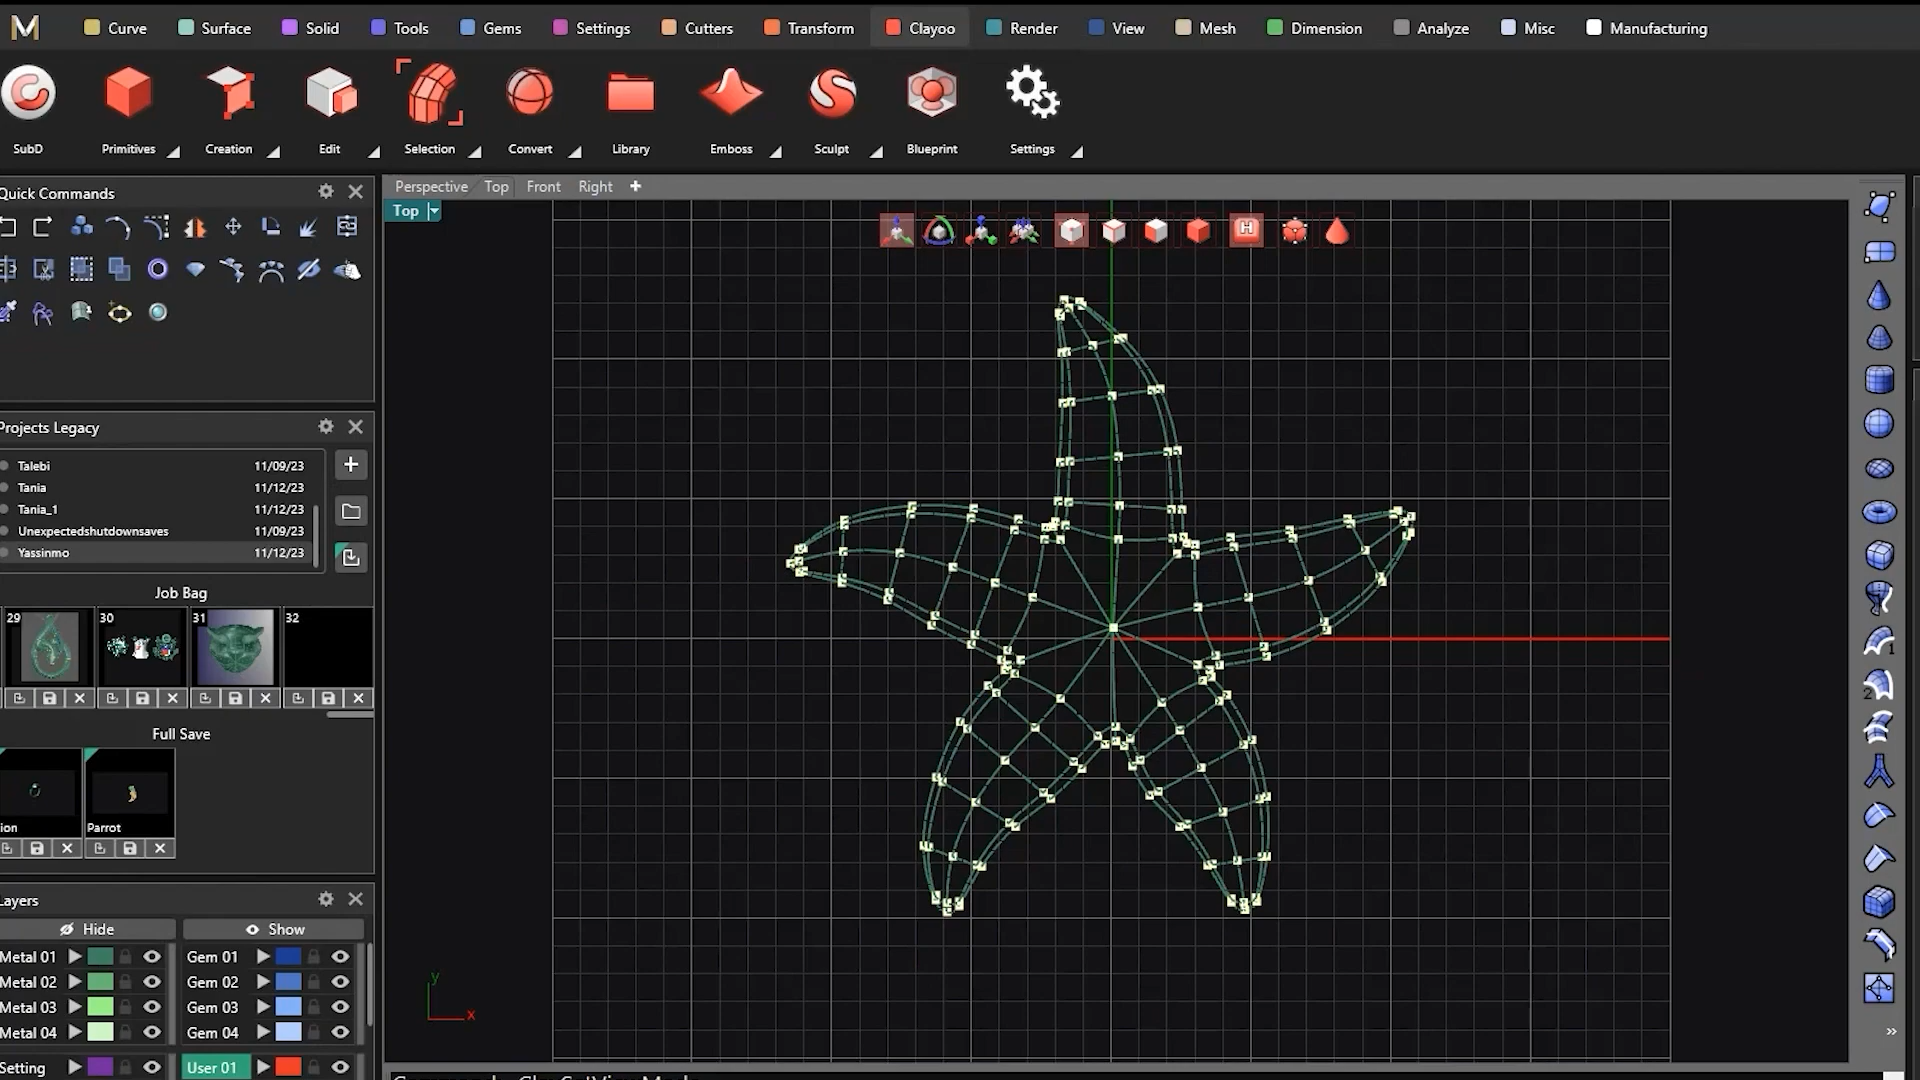 Curve Surface Solid Tools Gems Settings Cutters Transform Clayoo Render View Mesh Dimension Analyze Misc Manufacturing
SubD Primitives Creation Edit Selection Convert Library Emboss Sculpt Blueprint Settings
Quick Commands
Perspective Top Front Right
Top
H
Projects Legacy
Talebi 11/09/23
Tania 11/12/23
Tania_1 11/12/23
Unexpectedshutdownsaves 11/09/23
Yassinmo 11/12/23
Job Bag
29 30 31 32
Full Save
ion Parrot
ayers
Hide Show
Metal 01 Gem 01
Metal 02 Gem 02
Metal 03 Gem 03
Metal 04 Gem 04
Setting User 01
y
x
1
2